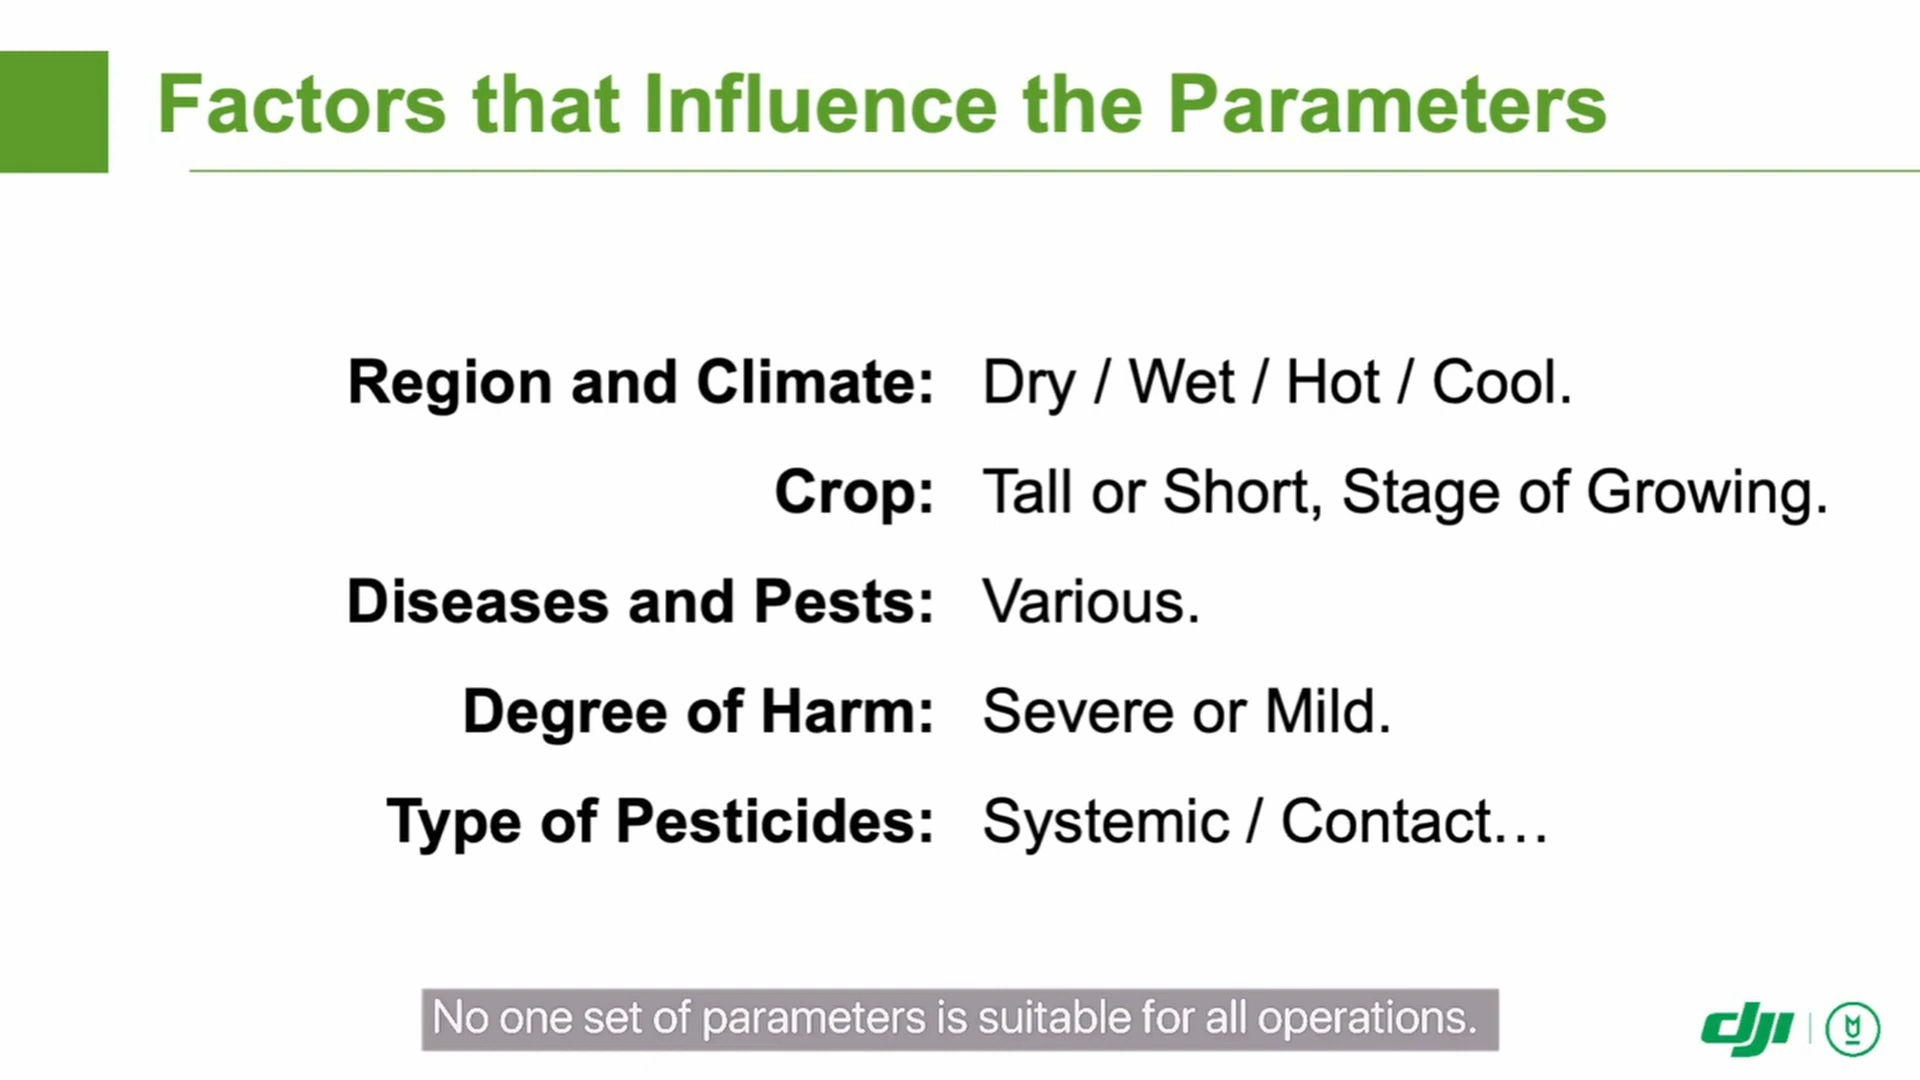 Factors that Influence the Parameters
Region and Climate: Dry / Wet / Hot / Cool.
Crop: Tall or Short, Stage of Growing.
Diseases and Pests: Various.
Degree of Harm: Severe or Mild.
Type of Pesticides: Systemic / Contact…
No one set of parameters is suitable for all operations.
dji